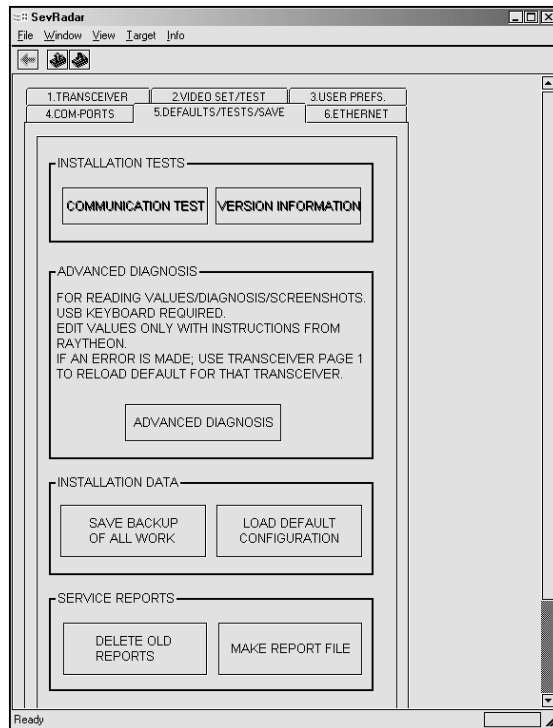 SevRadar
File Window View Target Info
1.TRANSCEIVER 2.VIDEO SET/TEST 3.USER PREFS.
4.COM-PORTS 5.DEFAULTS/TESTS/SAVE 6.ETHERNET
INSTALLATION TESTS
COMMUNICATION TEST VERSION INFORMATION
ADVANCED DIAGNOSIS
FOR READING VALUES/DIAGNOSIS/SCREENSHOTS.
USB KEYBOARD REQUIRED.
EDIT VALUES ONLY WITH INSTRUCTIONS FROM
RAYTHEON.
IF AN ERROR IS MADE; USE TRANSCEIVER PAGE 1
TO RELOAD DEFAULT FOR THAT TRANSCEIVER.
ADVANCED DIAGNOSIS
INSTALLATION DATA
SAVE BACKUP
OF ALL WORK
LOAD DEFAULT
CONFIGURATION
SERVICE REPORTS
DELETE OLD
REPORTS
MAKE REPORT FILE
Ready